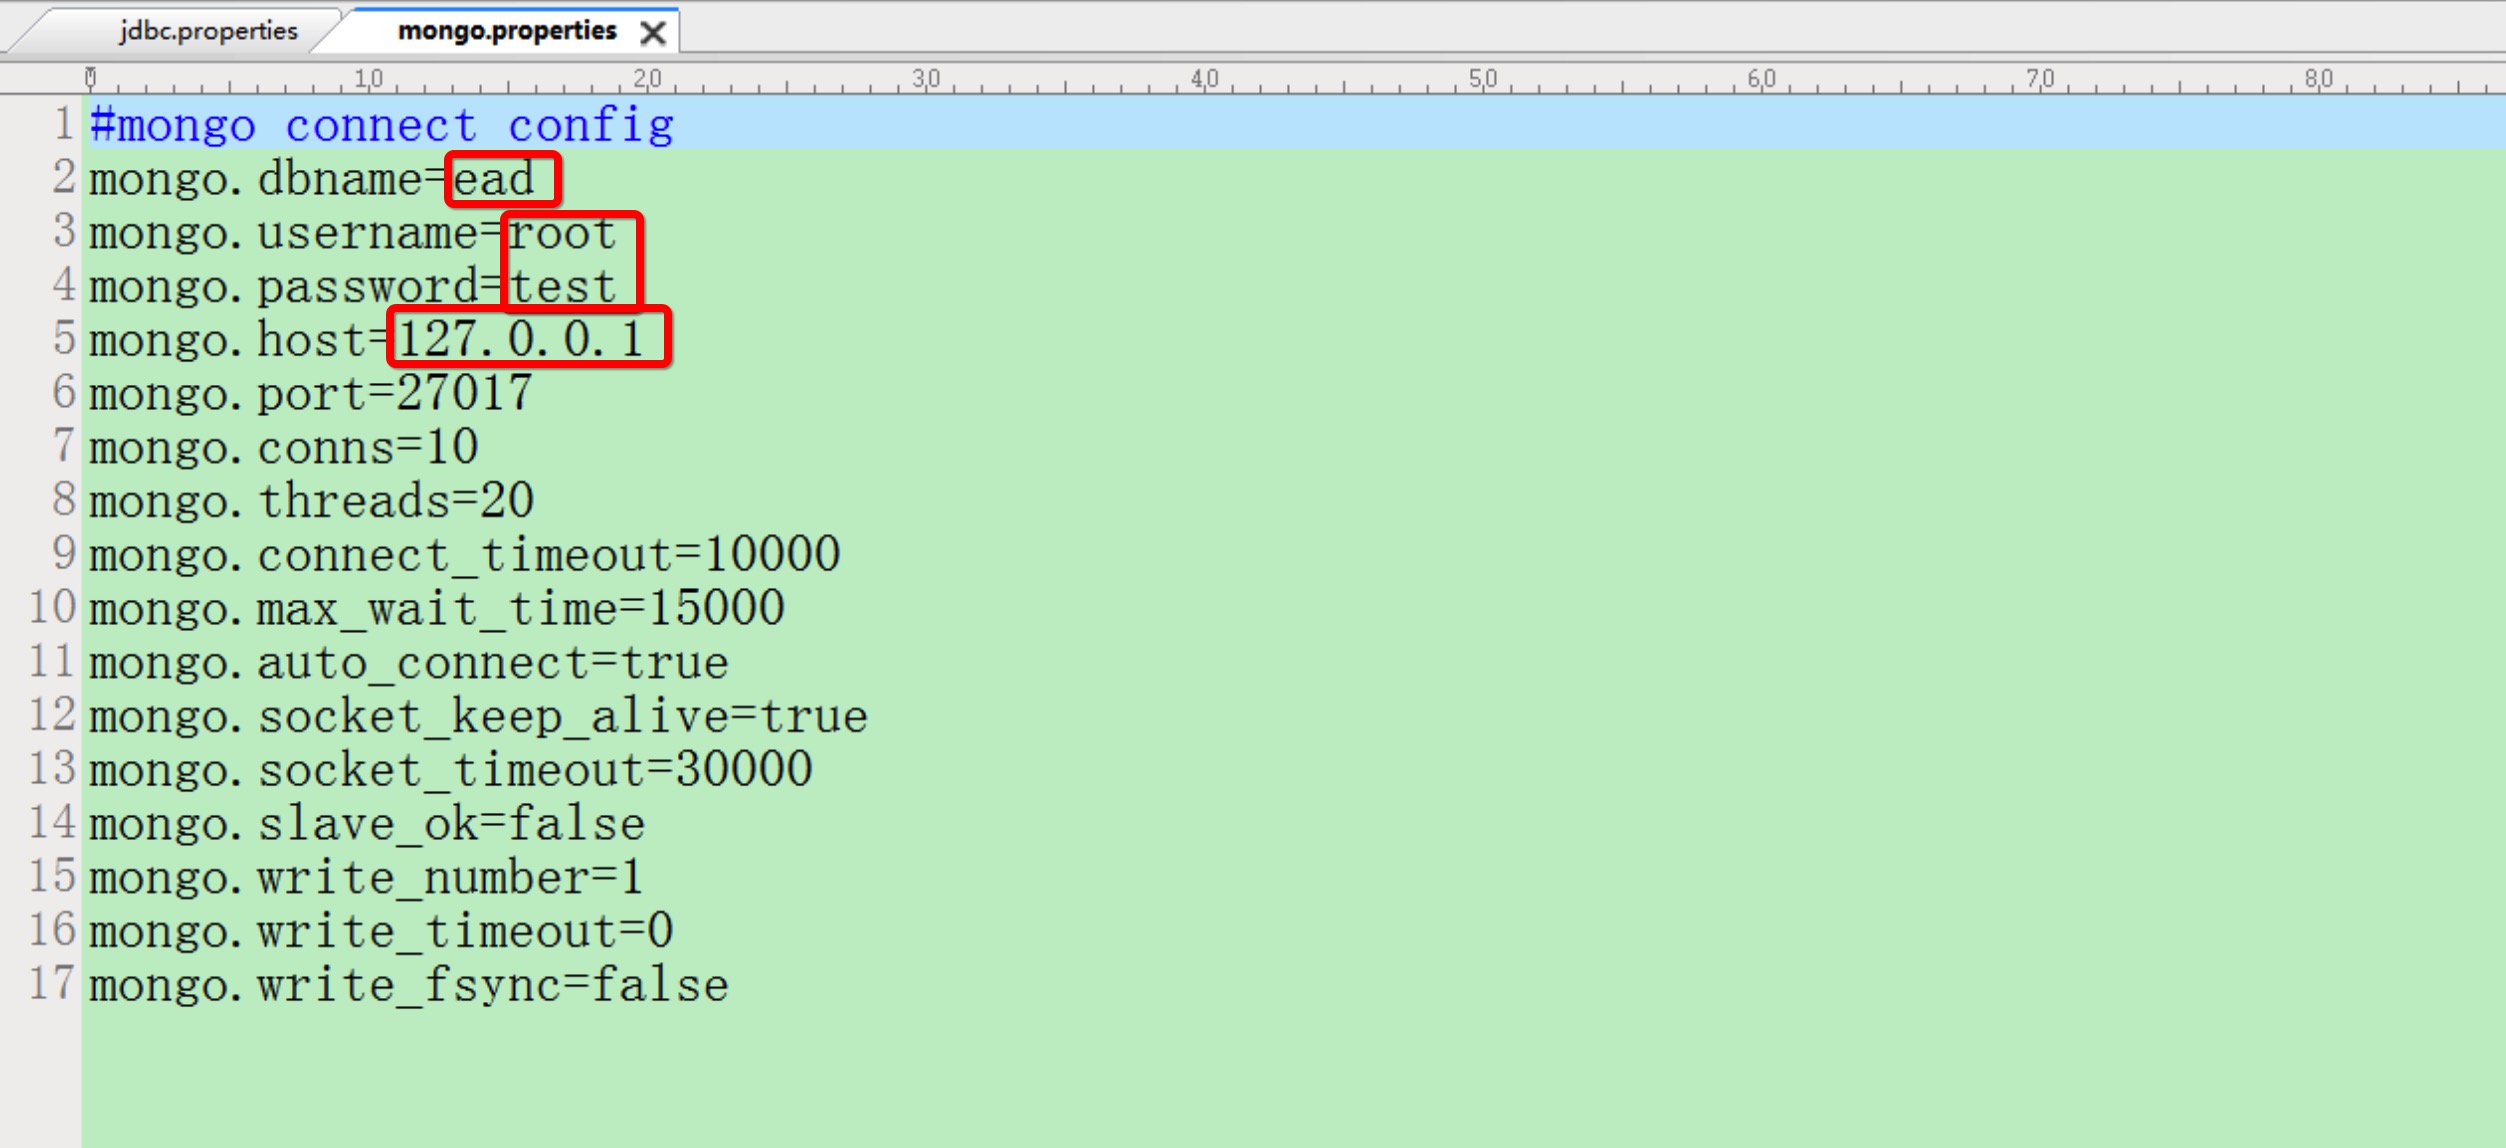 jdbc.properties
mongo.properties
0 10 20 30 40 50 60 70 80
1 #mongo connect config
2 mongo.dbname=ead
3 mongo.username=root
4 mongo.password=test
5 mongo.host=127.0.0.1
6 mongo.port=27017
7 mongo.conns=10
8 mongo.threads=20
9 mongo.connect_timeout=10000
10 mongo.max_wait_time=15000
11 mongo.auto_connect=true
12 mongo.socket_keep_alive=true
13 mongo.socket_timeout=30000
14 mongo.slave_ok=false
15 mongo.write_number=1
16 mongo.write_timeout=0
17 mongo.write_fsync=false